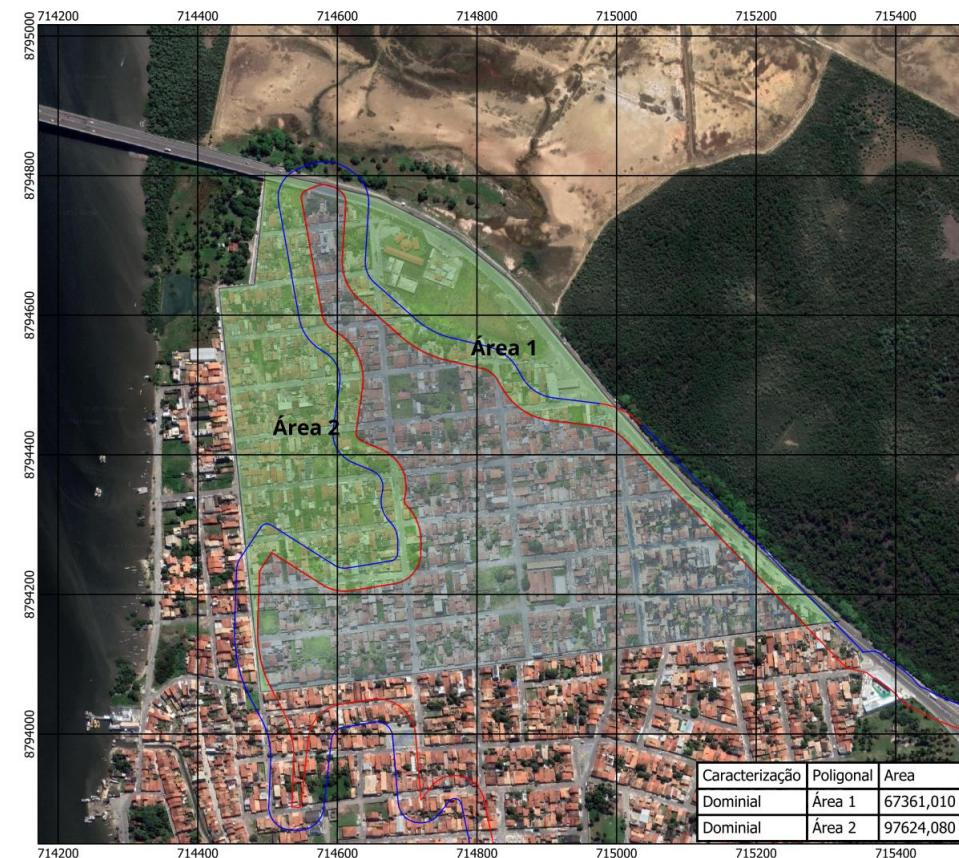 714200 714400 714600 714800 715000 715200 715400
8795000
8794800
8794600
8794400
8794200
8794000
Área 1
Área 2
Caracterização Poligonal Area
Dominial Área 1 67361,010
Dominial Área 2 97624,080
714200 714400 714600 714800 715000 715200 715400